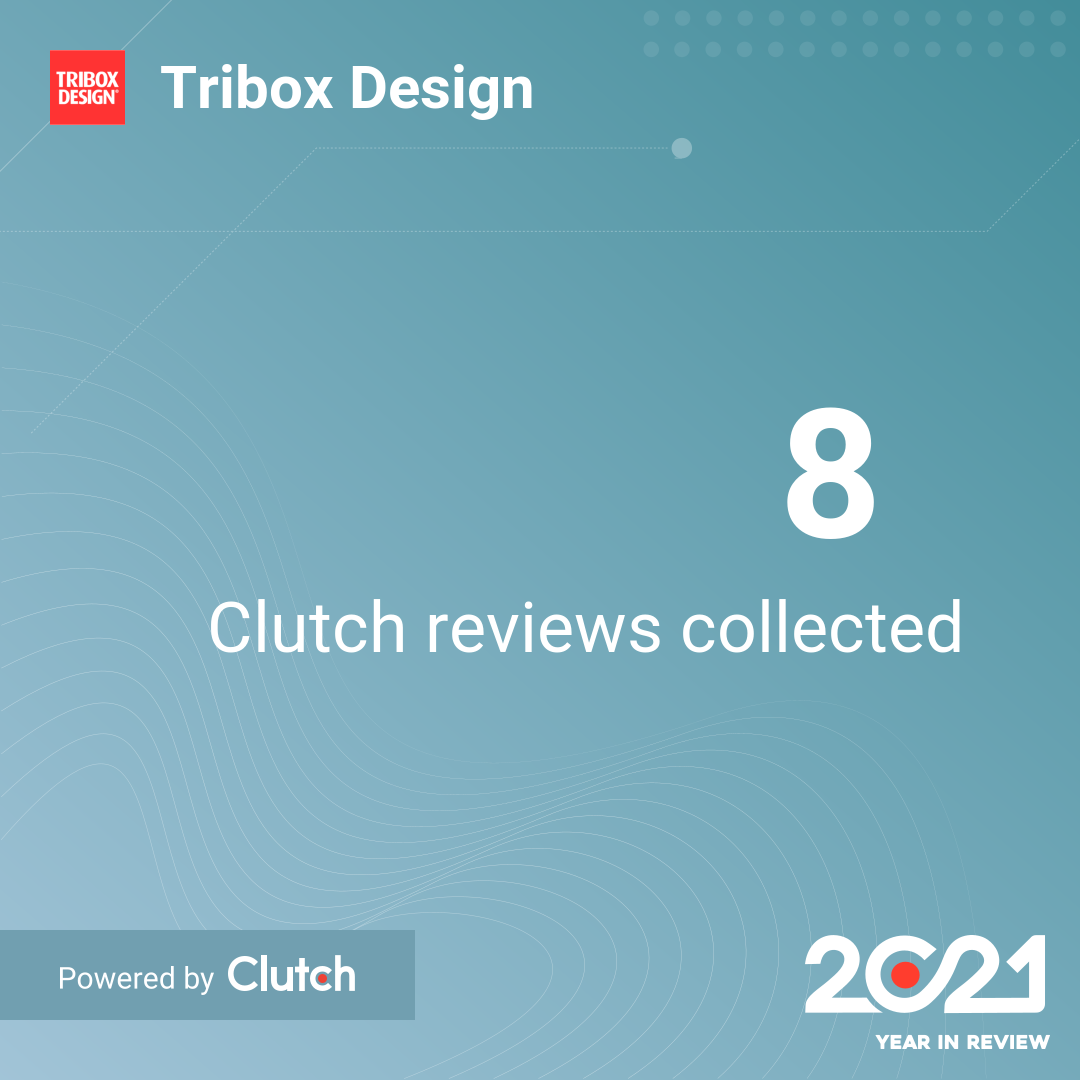 TRIBOX
DESIGN®
Tribox Design
8
Clutch reviews collected
Powered by Clutch
2021
YEAR IN REVIEW